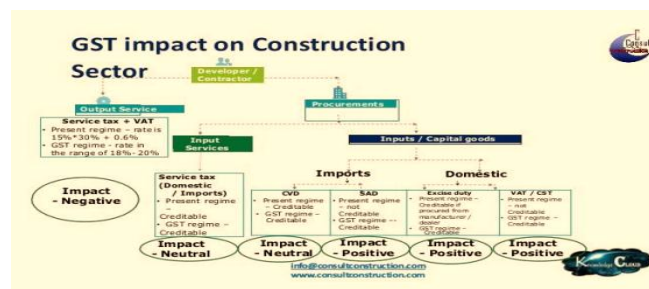 GST impact on Construction
Sector
Developer /
Contractor
Output Service
Procurements
Service tax + VAT
• Present regime – rate is
15%*30% + 0.6%
• GST regime - rate in
the range of 18%- 20%
Input
Services
Inputs / Capital goods
Imports
Domestic
Impact
- Negative
Service tax
(Domestic
/ Imports)
• Present regime
–
Creditable
• GST regime –
Creditable
CVD
• Present regime
– Creditable
• GST regime –
Creditable
SAD
• Present regime
– not
Creditable
• GST regime --
Creditable
Excise duty
• Present regime –
Creditable if
procured from
manufacturer /
dealer
• GST regime –
Creditable
VAT / CST
• Present regime
– not
Creditable
• GST regime –
Creditable
Impact
- Neutral
Impact
- Neutral
Impact
- Positive
Impact
- Positive
Impact
- Positive
info@consultconstruction.com
www.consultconstruction.com
Knowledge Cloud